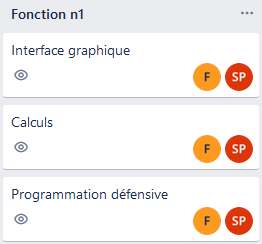 Fonction n1
Interface graphique
F SP
Calculs
F SP
Programmation défensive
F SP